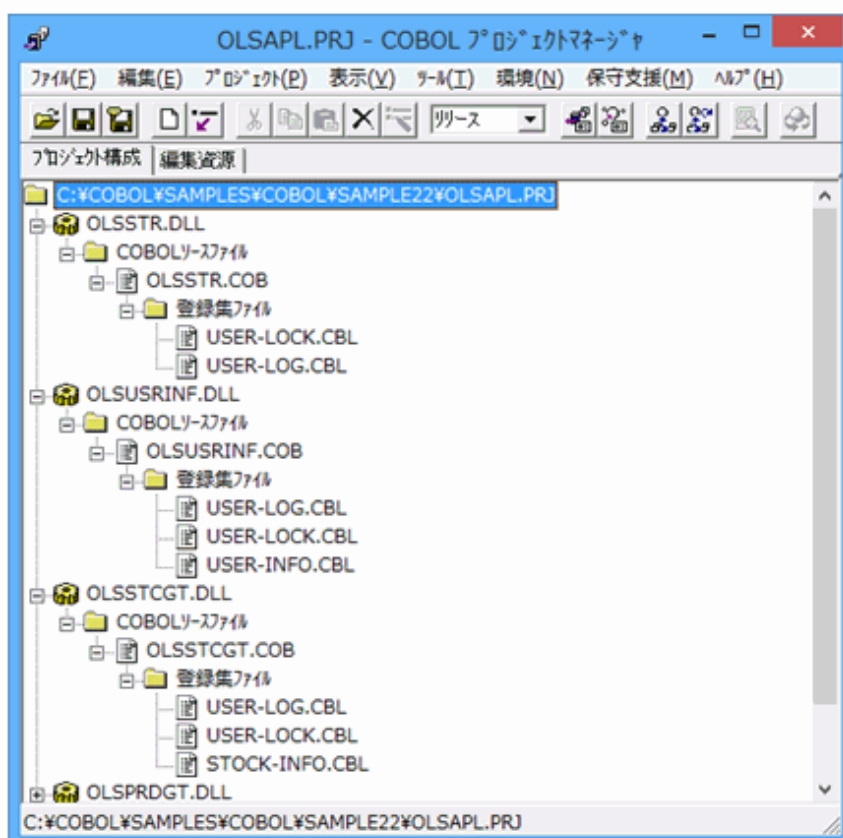 OLSAPL.PRJ - COBOL ﾌﾟﾛｼﾞｪｸﾄﾏﾈｰｼﾞｬ
ﾌｧｲﾙ(F) 編集(E) ﾌﾟﾛｼﾞｪｸﾄ(P) 表示(V) ﾂｰﾙ(T) 環境(N) 保守支援(M) ﾍﾙﾌﾟ(H)
ﾘﾘｰｽ
ﾌﾟﾛｼﾞｪｸﾄ構成 編集資源
C:¥COBOL¥SAMPLES¥COBOL¥SAMPLE22¥OLSAPL.PRJ
OLSSTR.DLL
COBOLｿｰｽﾌｧｲﾙ
OLSSTR.COB
登録集ﾌｧｲﾙ
USER-LOCK.CBL
USER-LOG.CBL
OLSUSRINF.DLL
COBOLｿｰｽﾌｧｲﾙ
OLSUSRINF.COB
登録集ﾌｧｲﾙ
USER-LOG.CBL
USER-LOCK.CBL
USER-INFO.CBL
OLSSTCGT.DLL
COBOLｿｰｽﾌｧｲﾙ
OLSSTCGT.COB
登録集ﾌｧｲﾙ
USER-LOG.CBL
USER-LOCK.CBL
STOCK-INFO.CBL
OLSPRDGT.DLL
C:¥COBOL¥SAMPLES¥COBOL¥SAMPLE22¥OLSAPL.PRJ